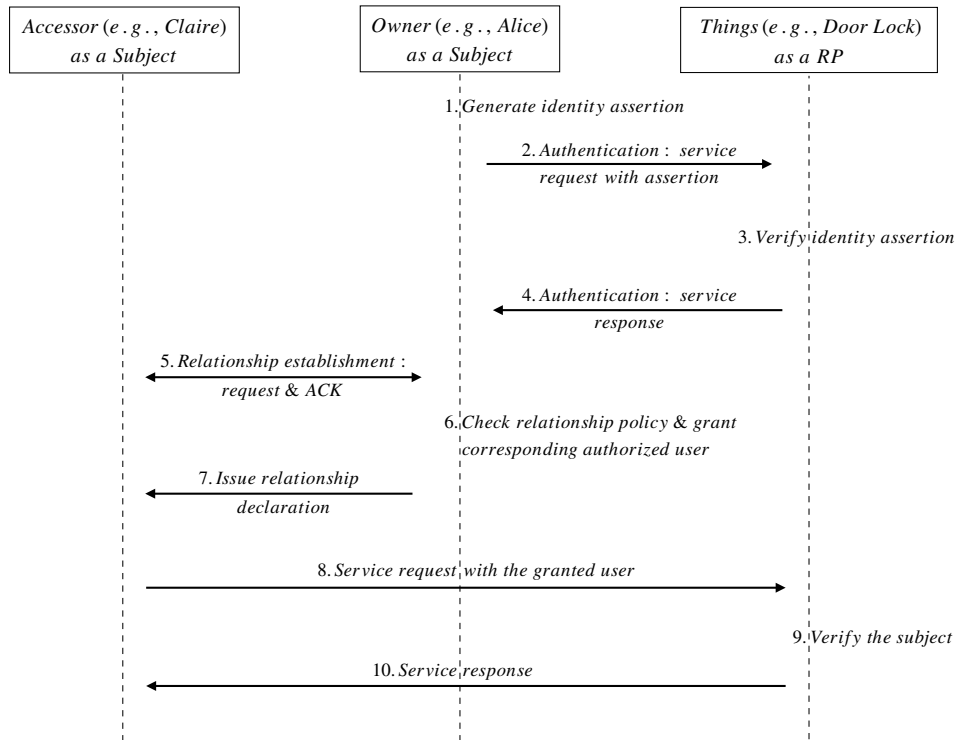 Accessor (e.g., Claire)
as a Subject
Owner (e.g., Alice)
as a Subject
Things (e.g., Door Lock)
as a RP
1. Generate identity assertion
2. Authentication: service
request with assertion
3. Verify identity assertion
4. Authentication: service
response
5. Relationship establishment:
request & ACK
6. Check relationship policy & grant
corresponding authorized user
7. Issue relationship
declaration
8. Service request with the granted user
9. Verify the subject
10. Service response